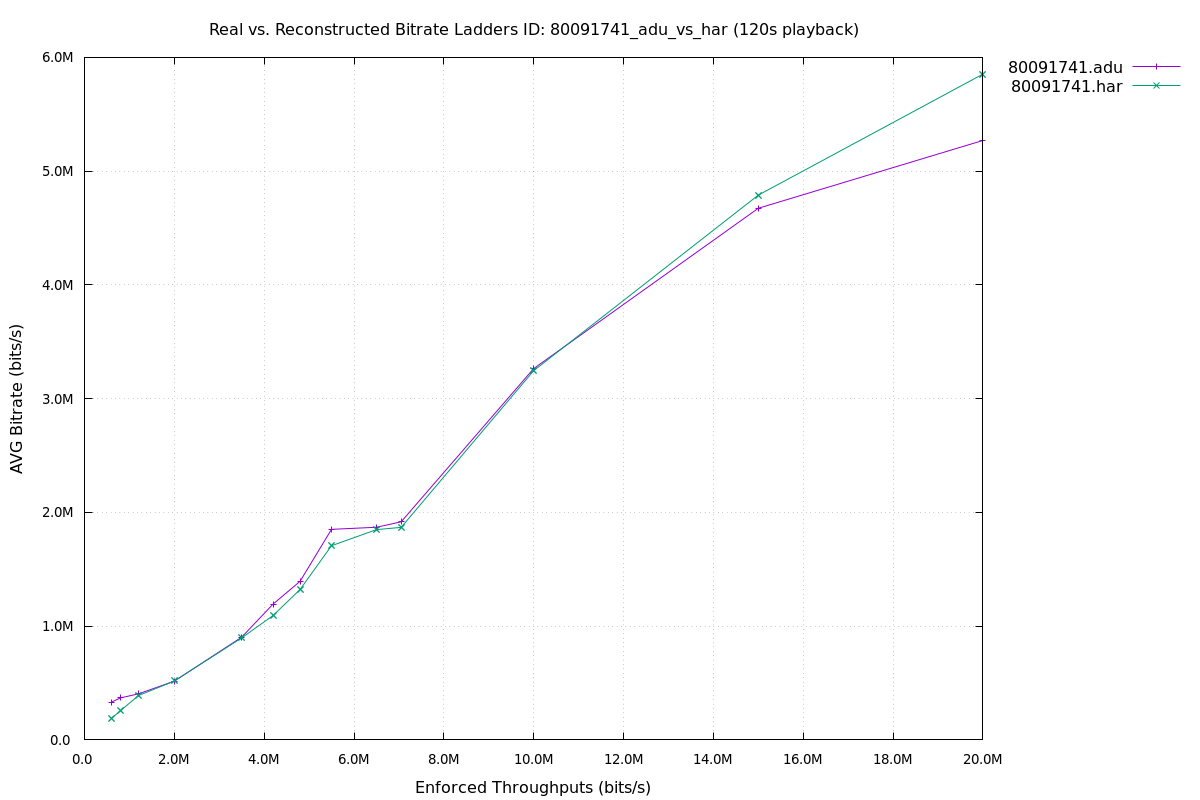 Real vs. Reconstructed Bitrate Ladders ID: 80091741_adu_vs_har (120s playback)
80091741.adu
80091741.har
6.0M
5.0M
4.0M
3.0M
2.0M
1.0M
0.0
AVG Bitrate (bits/s)
0.0 2.0M 4.0M 6.0M 8.0M 10.0M 12.0M 14.0M 16.0M 18.0M 20.0M
Enforced Throughputs (bits/s)